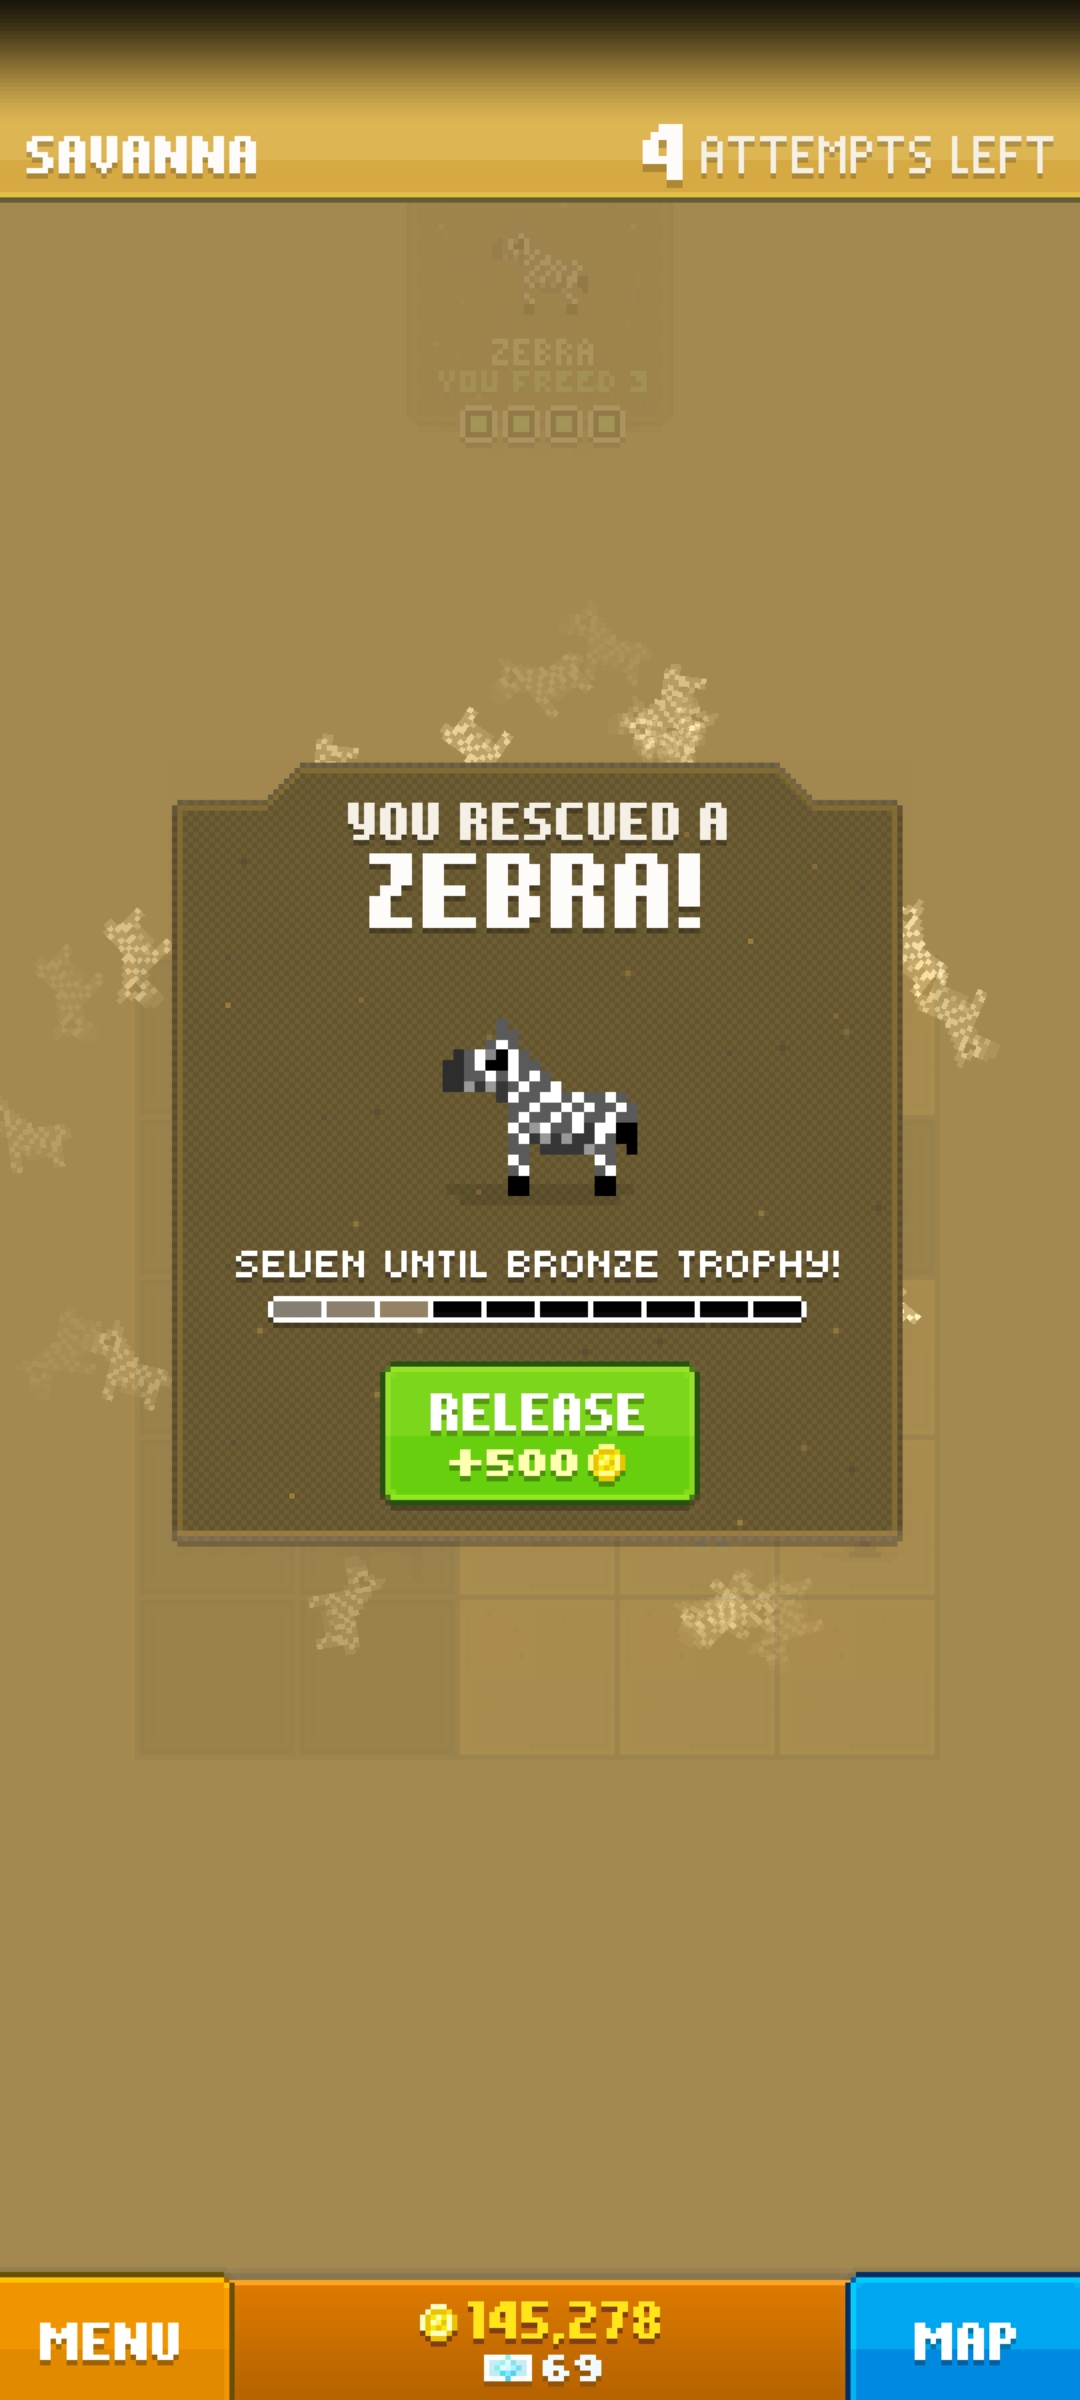 SAVANNA
4 ATTEMPTS LEFT
ZEBRA
YOU FREED 3
YOU RESCUED A
ZEBRA!
SEVEN UNTIL BRONZE TROPHY!
RELEASE
+500
MENU
145,278
69
MAP